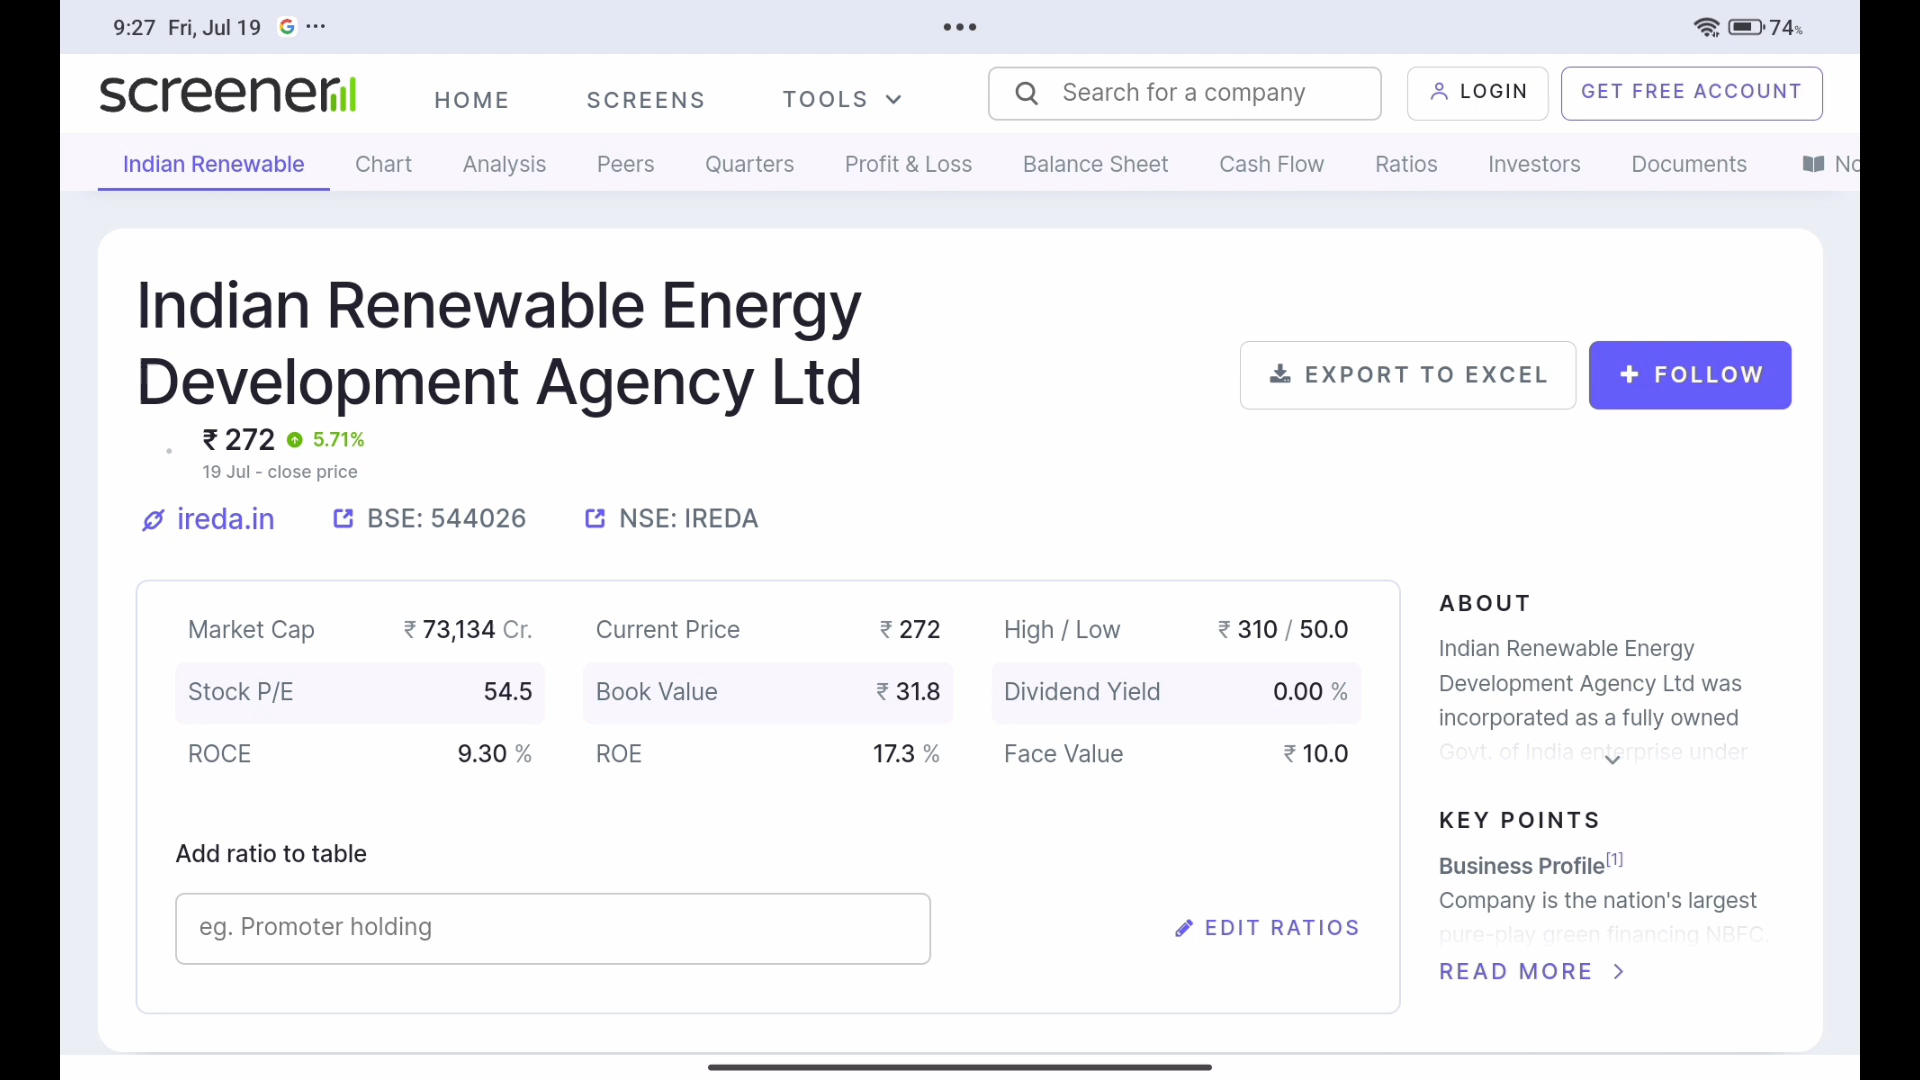 9:27 Fri, Jul 19 G ···
74%
screener
HOME
SCREENS
TOOLS
Search for a company
LOGIN
GET FREE ACCOUNT
Indian Renewable
Chart
Analysis
Peers
Quarters
Profit & Loss
Balance Sheet
Cash Flow
Ratios
Investors
Documents
No
Indian Renewable Energy
Development Agency Ltd
EXPORT TO EXCEL
+ FOLLOW
₹ 272 5.71%
19 Jul - close price
ireda.in
BSE: 544026
NSE: IREDA
Market Cap ₹ 73,134 Cr.
Current Price ₹ 272
High / Low ₹ 310 / 50.0
Stock P/E 54.5
Book Value ₹ 31.8
Dividend Yield 0.00 %
ROCE 9.30 %
ROE 17.3 %
Face Value ₹ 10.0
Add ratio to table
eg. Promoter holding
EDIT RATIOS
ABOUT
Indian Renewable Energy
Development Agency Ltd was
incorporated as a fully owned
Govt. of India enterprise under
KEY POINTS
Business Profile[1]
Company is the nation's largest
pure-play green financing NBFC.
READ MORE